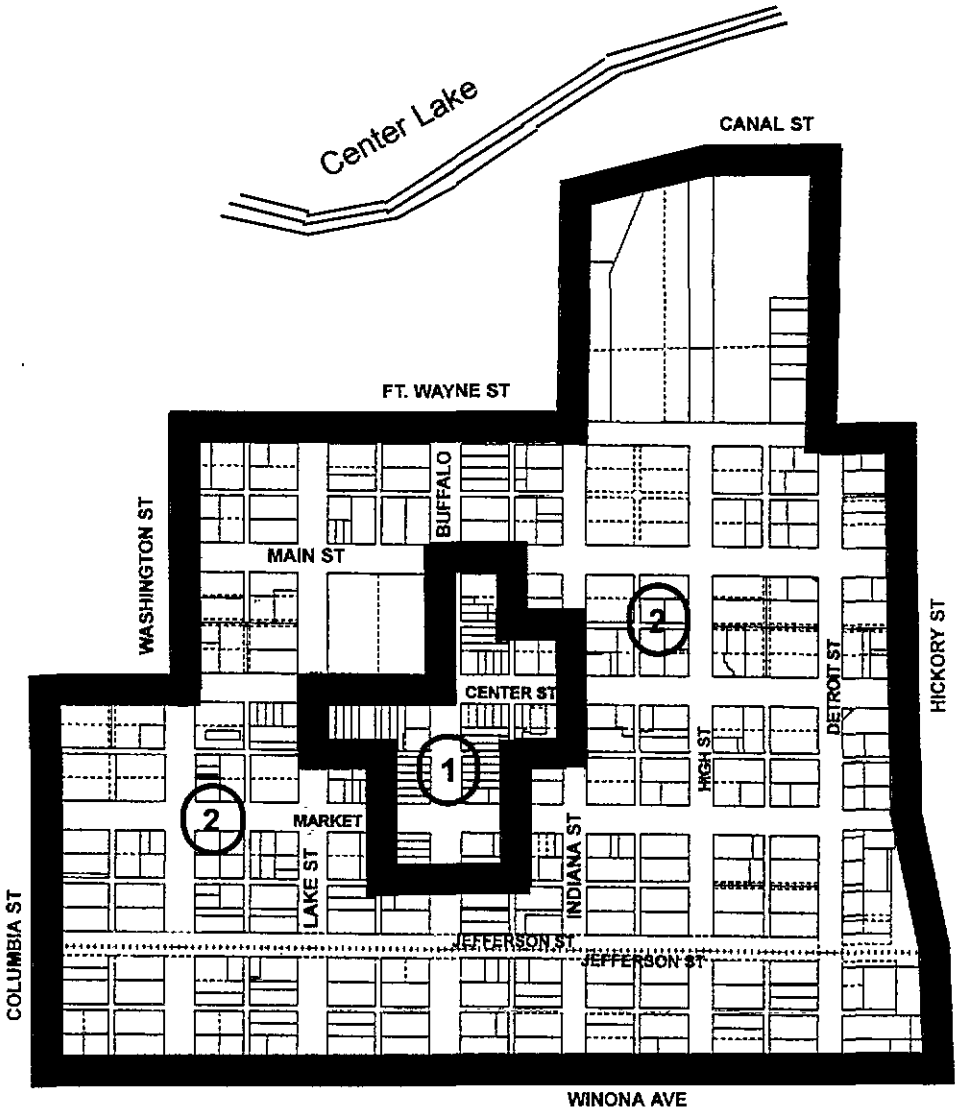 Center Lake
CANAL ST
FT. WAYNE ST
BUFFALO
WASHINGTON ST
MAIN ST
2
HICKORY ST
DETROIT ST
CENTER ST
HIGH ST
1
2
MARKET
INDIANA ST
LAKE ST
COLUMBIA ST
JEFFERSON ST
JEFFERSON ST
WINONA AVE